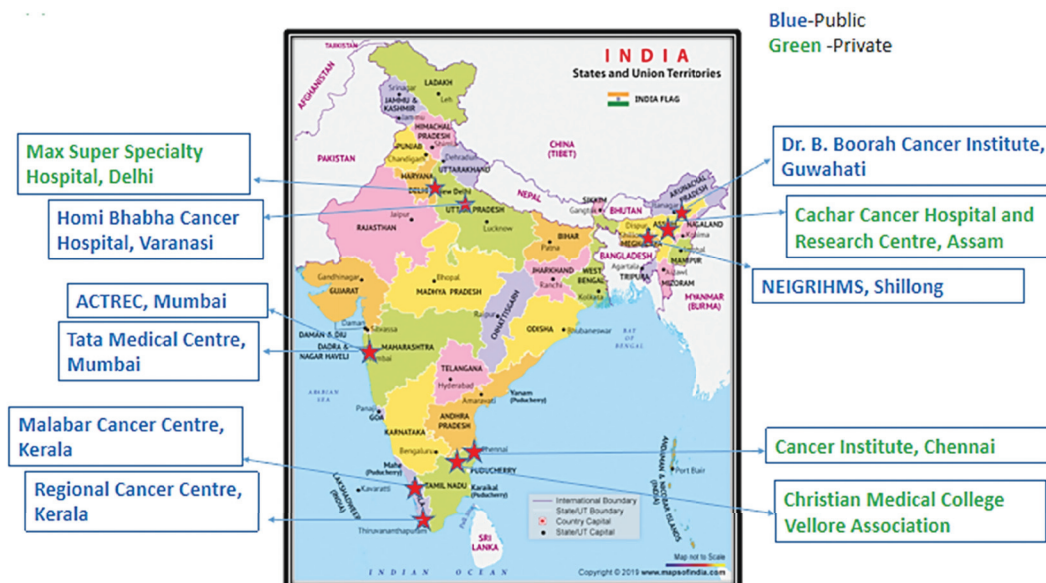 Blue-Public
Green -Private
INDIA
States and Union Territories
INDIA FLAG
Max Super Specialty
Hospital, Delhi
Homi Bhabha Cancer
Hospital, Varanasi
ACTREC, Mumbai
Tata Medical Centre,
Mumbai
Malabar Cancer Centre,
Kerala
Regional Cancer Centre,
Kerala
Dr. B. Boorah Cancer Institute,
Guwahati
Cachar Cancer Hospital and
Research Centre, Assam
NEIGRIHMS, Shillong
Cancer Institute, Chennai
Christian Medical College
Vellore Association
TAJIKISTAN
AFGHANISTAN
PAKISTAN
CHINA
(TIBET)
NEPAL
BHUTAN
BANGLADESH
MYANMAR
(BURMA)
SRI
LANKA
LADAKH
Leh
Srinagar
JAMMU &
KASHMIR
Jammu
HIMACHAL
PRADESH
Shimla
PUNJAB
Chandigarh
Dehradun
UTTARAKHAND
HARYANA
DELHI
New Delhi
UTTAR PRADESH
Lucknow
Jaipur
RAJASTHAN
BIHAR
Patna
SIKKIM
Gangtok
ARUNACHAL
PRADESH
Itanagar
Dispur
ASSAM
NAGALAND
Kohima
Shillong
MEGHALAYA
Imphal
MANIPUR
Agartala
TRIPURA
Aizawl
MIZORAM
Gandhinagar
GUJARAT
Bhopal
MADHYA PRADESH
JHARKHAND
Ranchi
WEST
BENGAL
Kolkata
CHHATTISGARH
Raipur
ODISHA
Bhubaneswar
Daman
Silvassa
DAMAN & DIU
DADRA &
NAGAR HAVELI
Mumbai
MAHARASHTRA
TELANGANA
Hyderabad
Amaravati
Yanam
(Puducherry)
ANDHRA
PRADESH
Panaji
GOA
KARNATAKA
Bengaluru
Chennai
PUDUCHERRY
Mahe
(Puducherry)
TAMIL NADU
Karaikal
(Puducherry)
Kavaratti
LAKSHADWEEP
(INDIA)
Thiruvananthapuram
ANDAMAN & NICOBAR ISLANDS
(INDIA)
Port Bair
ARABIAN
SEA
BAY
OF
BENGAL
INDIAN OCEAN
International Boundary
State/UT Boundary
Country Capital
State/UT Capital
Map not to Scale
Copyright © 2019 www.mapsofindia.com